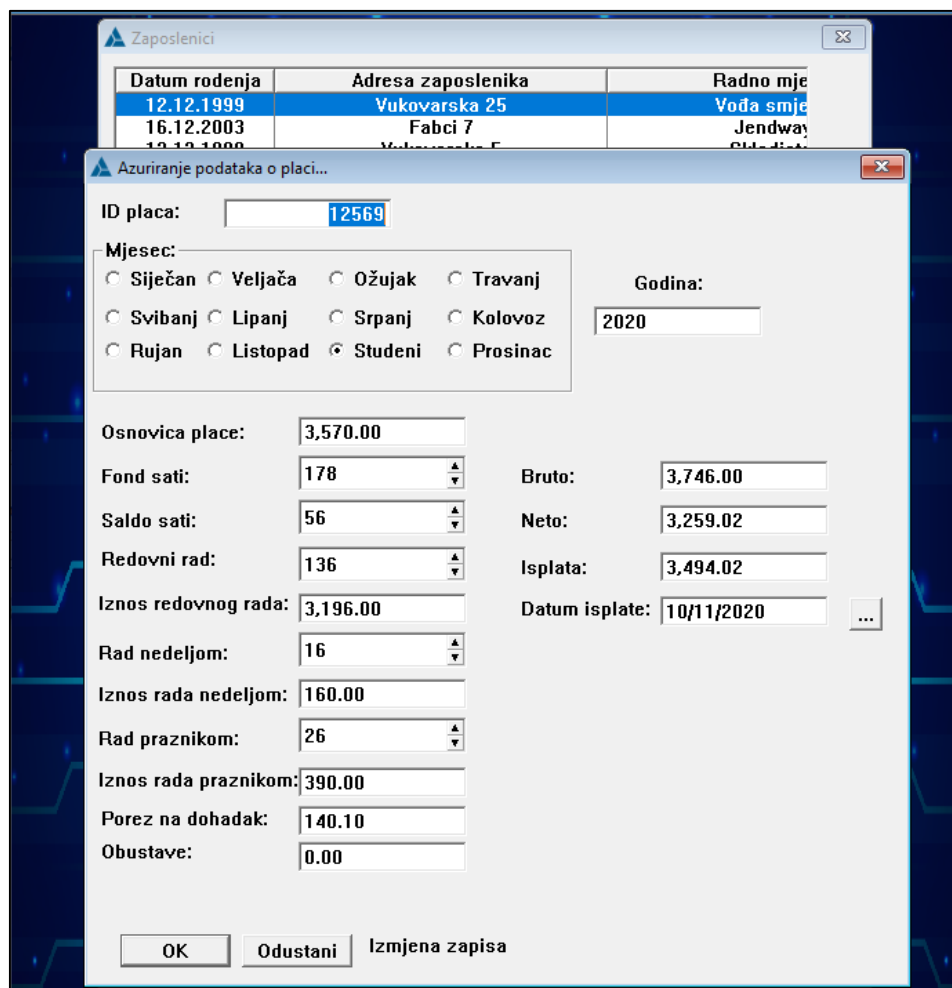 Zaposlenici
Datum rodenja Adresa zaposlenika Radno mje
12.12.1999 Vukovarska 25 Vođa smje
16.12.2003 Fabci 7 Jendway
Azuriranje podataka o placi...
ID placa: 12569
Mjesec:
Siječan Veljača Ožujak Travanj
Godina:
Svibanj Lipanj Srpanj Kolovoz 2020
Rujan Listopad Studeni Prosinac
Osnovica place: 3,570.00
Fond sati: 178 Bruto: 3,746.00
Saldo sati: 56 Neto: 3,259.02
Redovni rad: 136 Isplata: 3,494.02
Iznos redovnog rada: 3,196.00 Datum isplate: 10/11/2020 ...
Rad nedeljom: 16
Iznos rada nedeljom: 160.00
Rad praznikom: 26
Iznos rada praznikom: 390.00
Porez na dohadak: 140.10
Obustave: 0.00
OK Odustani Izmjena zapisa